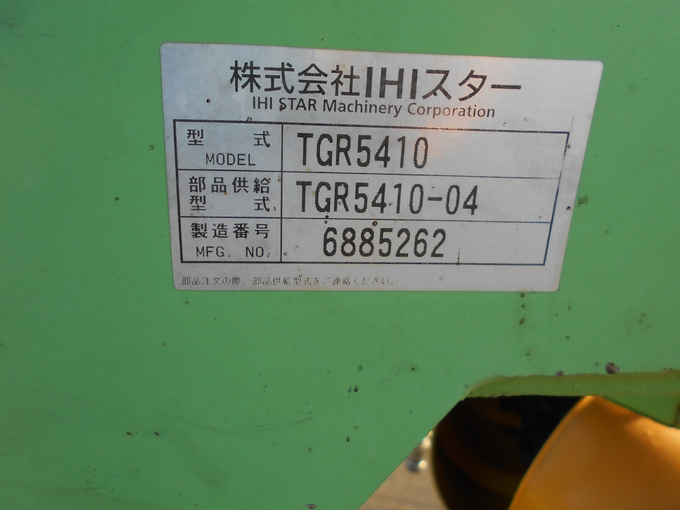 株式会社IHIスター
IHI STAR Machinery Corporation
型式 TGR5410
MODEL
部品供給 TGR5410-04
型式
製造番号 6885262
MFG. NO.
部品注文の際、部品供給型式をご連絡ください。